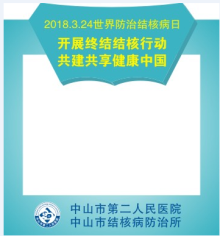 2018.3.24世界防治结核病日
开展终结结核行动
共建共享健康中国
中山市第二人民医院
中山市结核病防治所